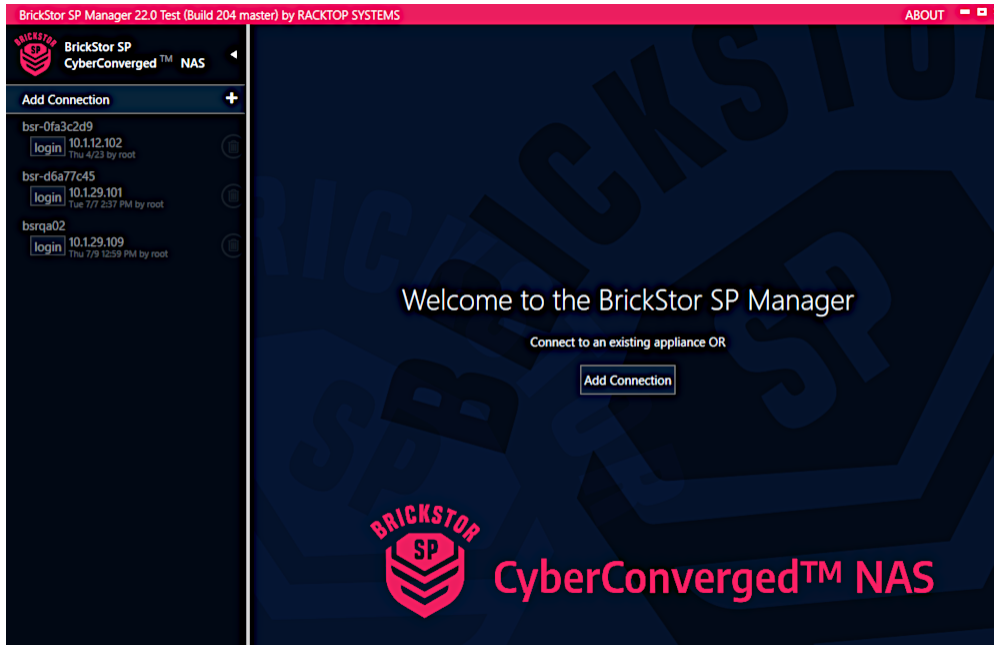 BrickStor SP Manager 22.0 Test (Build 204 master) by RACKTOP SYSTEMS
ABOUT
BRICKSTOR
SP
BrickStor SP
CyberConverged™ NAS
Add Connection
bsr-0fa3c2d9
login 10.1.12.102
Thu 4/23 by root
bsr-d6a77c45
login 10.1.29.101
Tue 7/7 2:37 PM by root
bsrqa02
login 10.1.29.109
Thu 7/9 12:59 PM by root
BRICKSTOR
SP
Welcome to the BrickStor SP Manager
Connect to an existing appliance OR
Add Connection
BRICKSTOR
SP
CyberConverged™ NAS